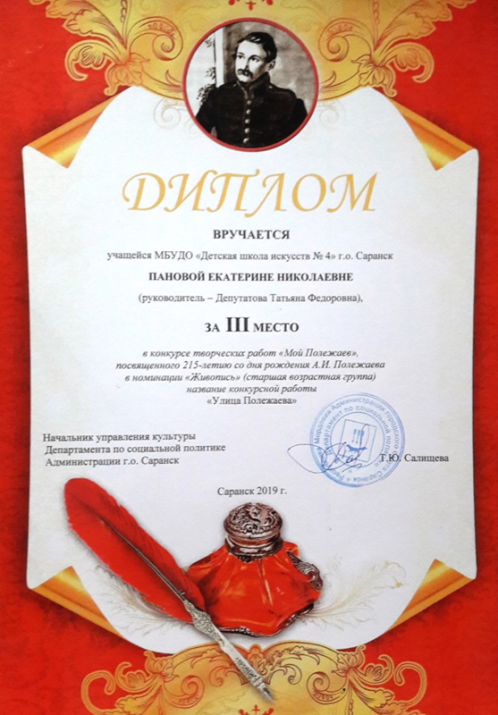 ДИПЛОМ
ВРУЧАЕТСЯ
учащейся МБУДО «Детская школа искусств № 4» г.о. Саранск
ПАНОВОЙ ЕКАТЕРИНЕ НИКОЛАЕВНЕ
(руководитель – Депутатова Татьяна Федоровна),
ЗА III МЕСТО
в конкурсе творческих работ «Мой Полежаев»,
посвященного 215-летию со дня рождения А.И. Полежаева
в номинации «Живопись» (старшая возрастная группа)
название конкурсной работы
«Улица Полежаева»
Начальник управления культуры
Департамента по социальной политике
Администрации г.о. Саранск
Т.Ю. Салищева
Саранск 2019 г.